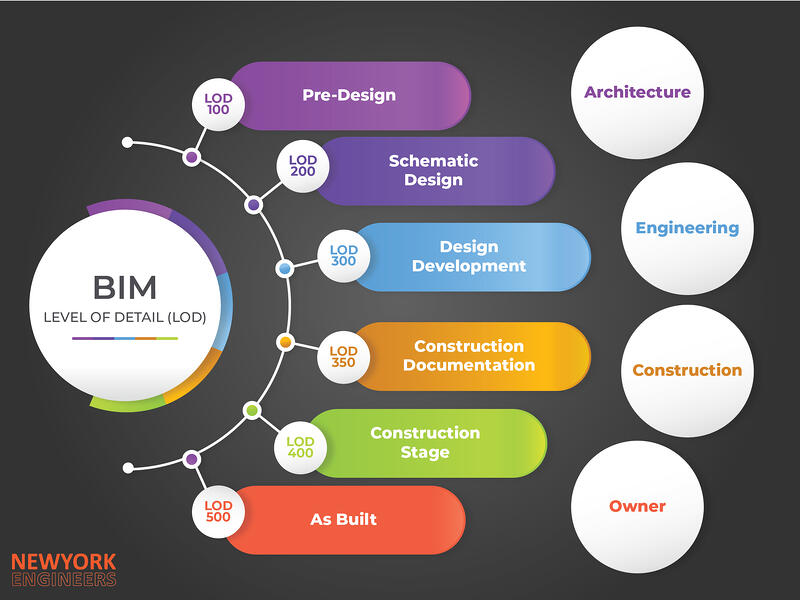 LOD
100
Pre-Design
LOD
200
Schematic
Design
LOD
300
Design
Development
BIM
LEVEL OF DETAIL (LOD)
LOD
350
Construction
Documentation
LOD
400
Construction
Stage
LOD
500
As Built
Architecture
Engineering
Construction
Owner
NEWYORK
ENGINEERS